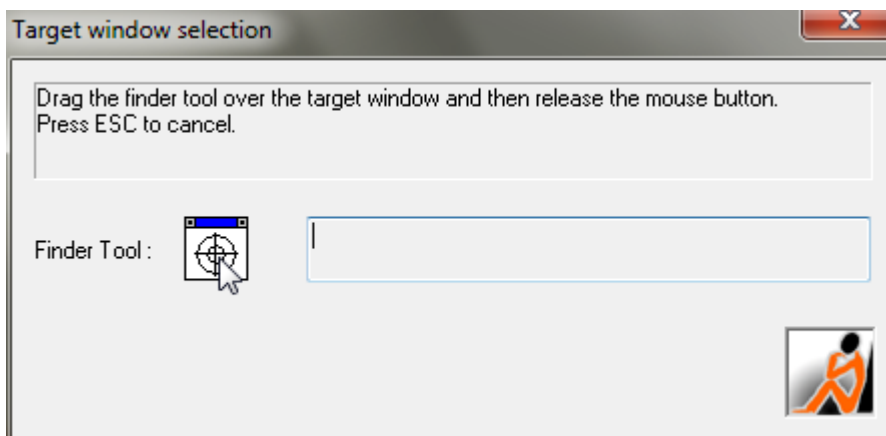 Target window selection
Drag the finder tool over the target window and then release the mouse button.
Press ESC to cancel.
Finder Tool :